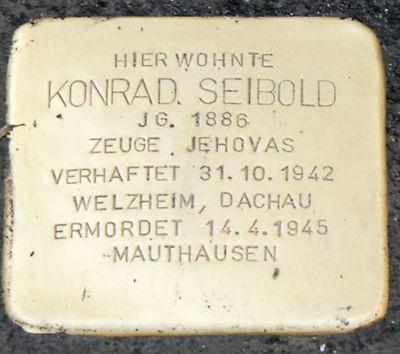 HIER WOHNTE
KONRAD SEIBOLD
JG. 1886
ZEUGE JEHOVAS
VERHAFTET 31.10.1942
WELZHEIM, DACHAU
ERMORDET 14.4.1945
MAUTHAUSEN